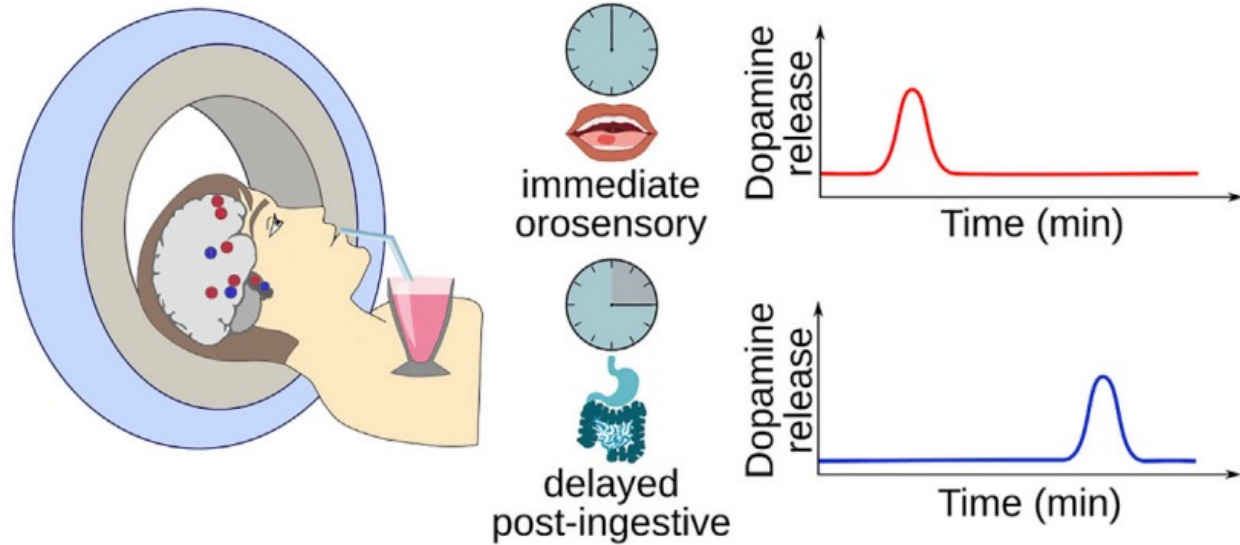 Dopamine
release
Time (min)
immediate
orosensory
Dopamine
release
Time (min)
delayed
post-ingestive